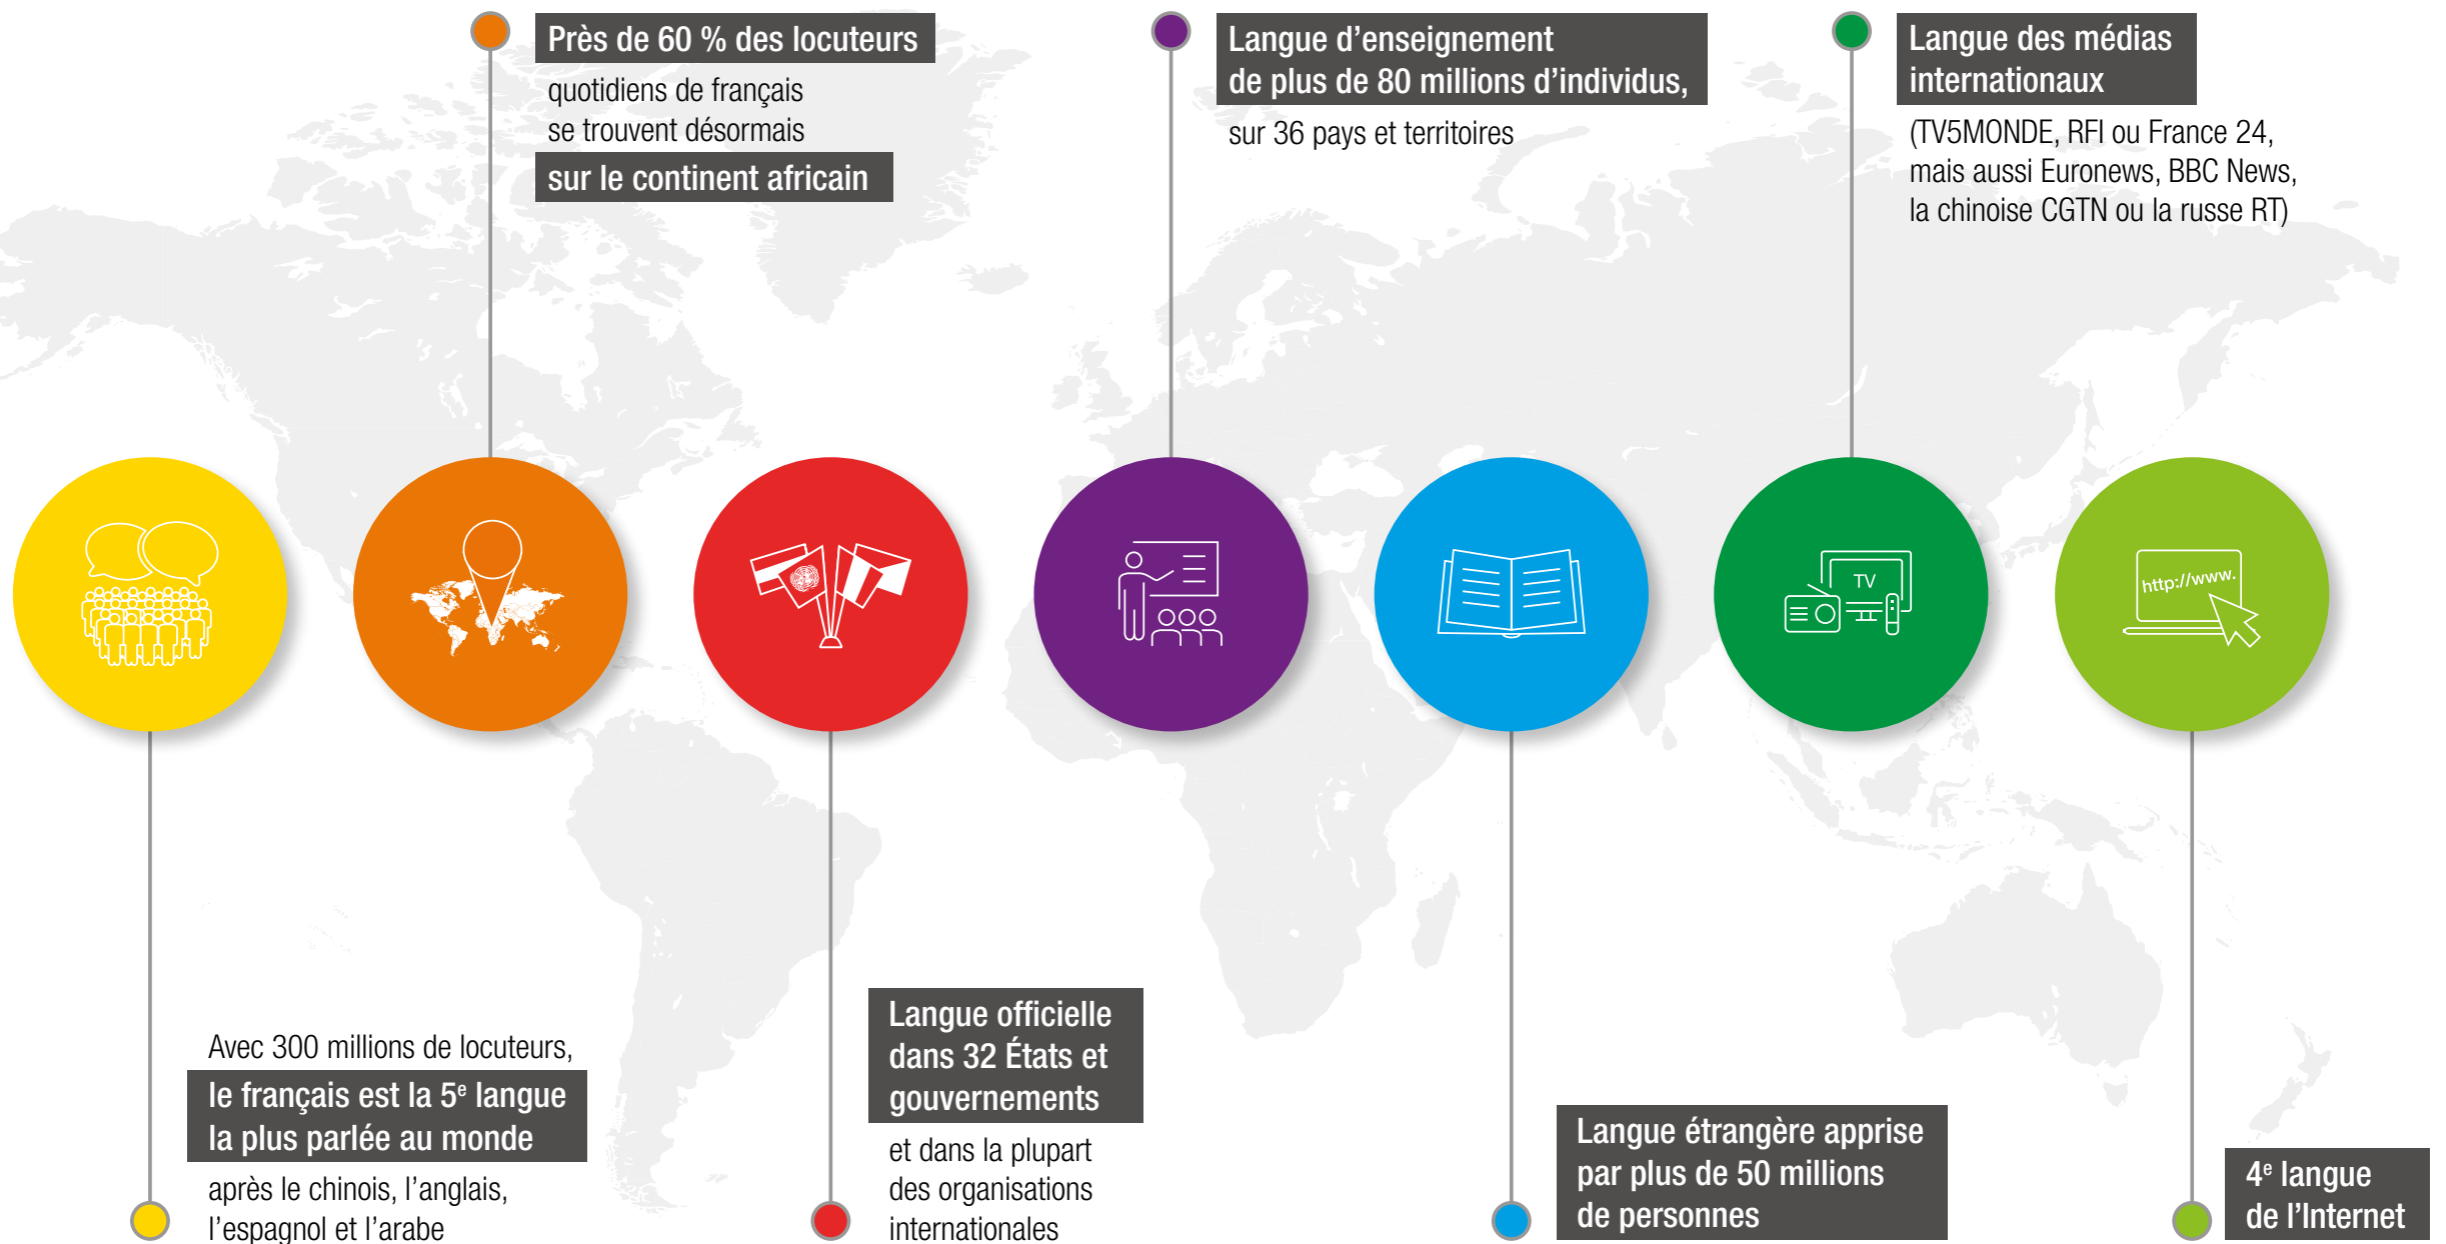 Près de 60 % des locuteurs
quotidiens de français
se trouvent désormais
sur le continent africain
Langue d’enseignement
de plus de 80 millions d’individus,
sur 36 pays et territoires
Langue des médias
internationaux
(TV5MONDE, RFI ou France 24,
mais aussi Euronews, BBC News,
la chinoise CGTN ou la russe RT)
TV
http://www.
Avec 300 millions de locuteurs,
le français est la 5e langue
la plus parlée au monde
après le chinois, l’anglais,
l’espagnol et l’arabe
Langue officielle
dans 32 États et
gouvernements
et dans la plupart
des organisations
internationales
Langue étrangère apprise
par plus de 50 millions
de personnes
4e langue
de l’Internet